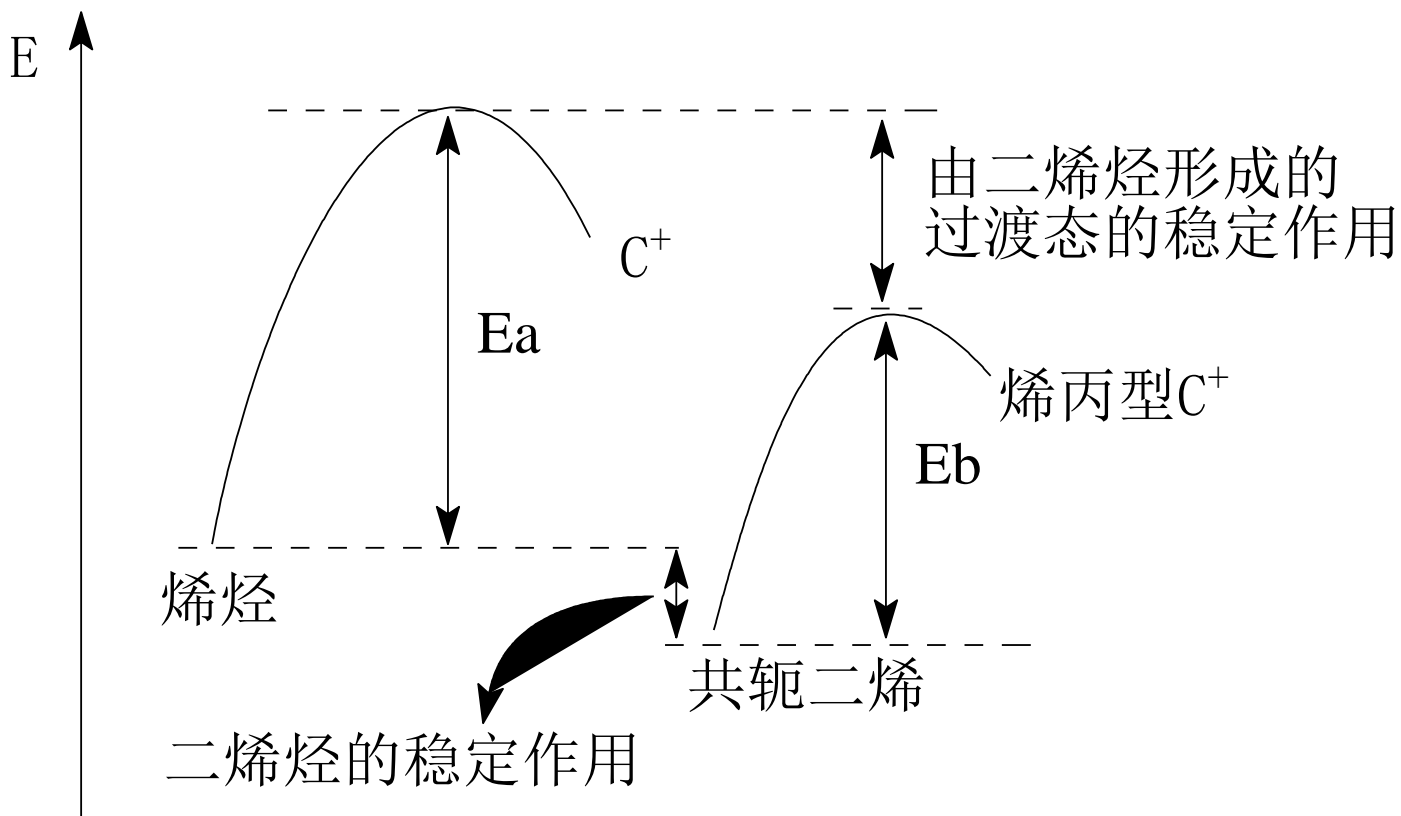 E
由二烯烃形成的
过渡态的稳定作用
C⁺
Ea
烯丙型C⁺
Eb
烯烃
共轭二烯
二烯烃的稳定作用